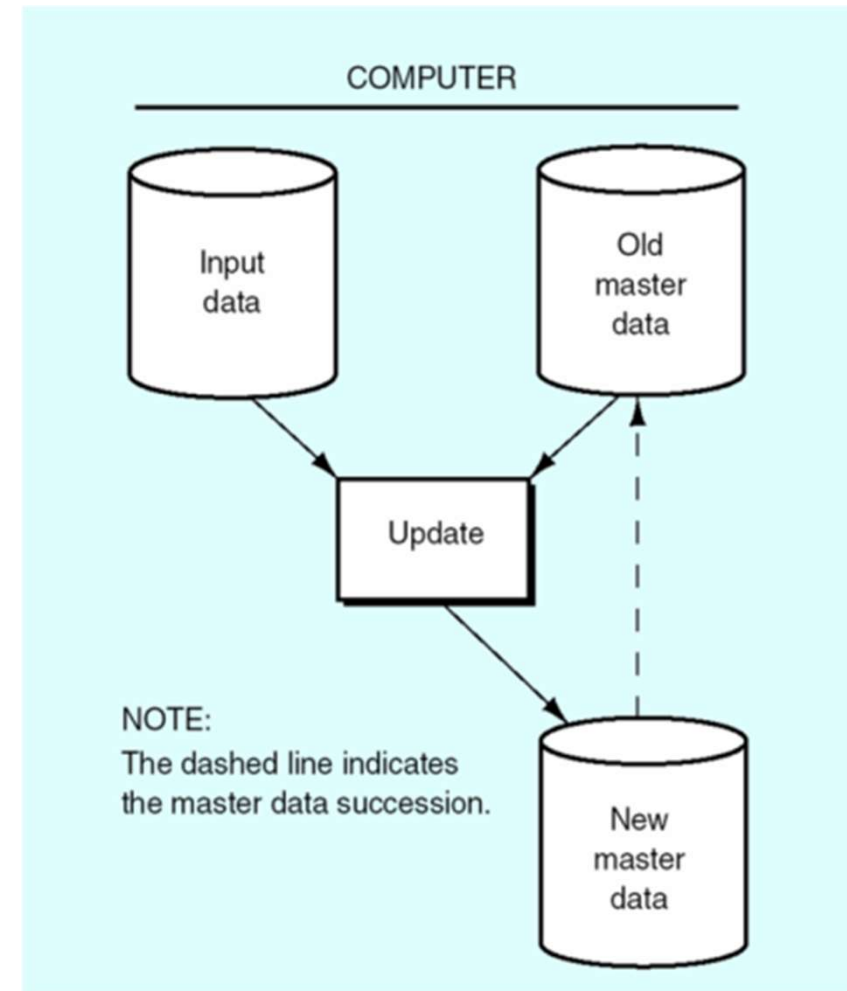 COMPUTER
Input
data
Old
master
data
Update
NOTE:
The dashed line indicates
the master data succession.
New
master
data